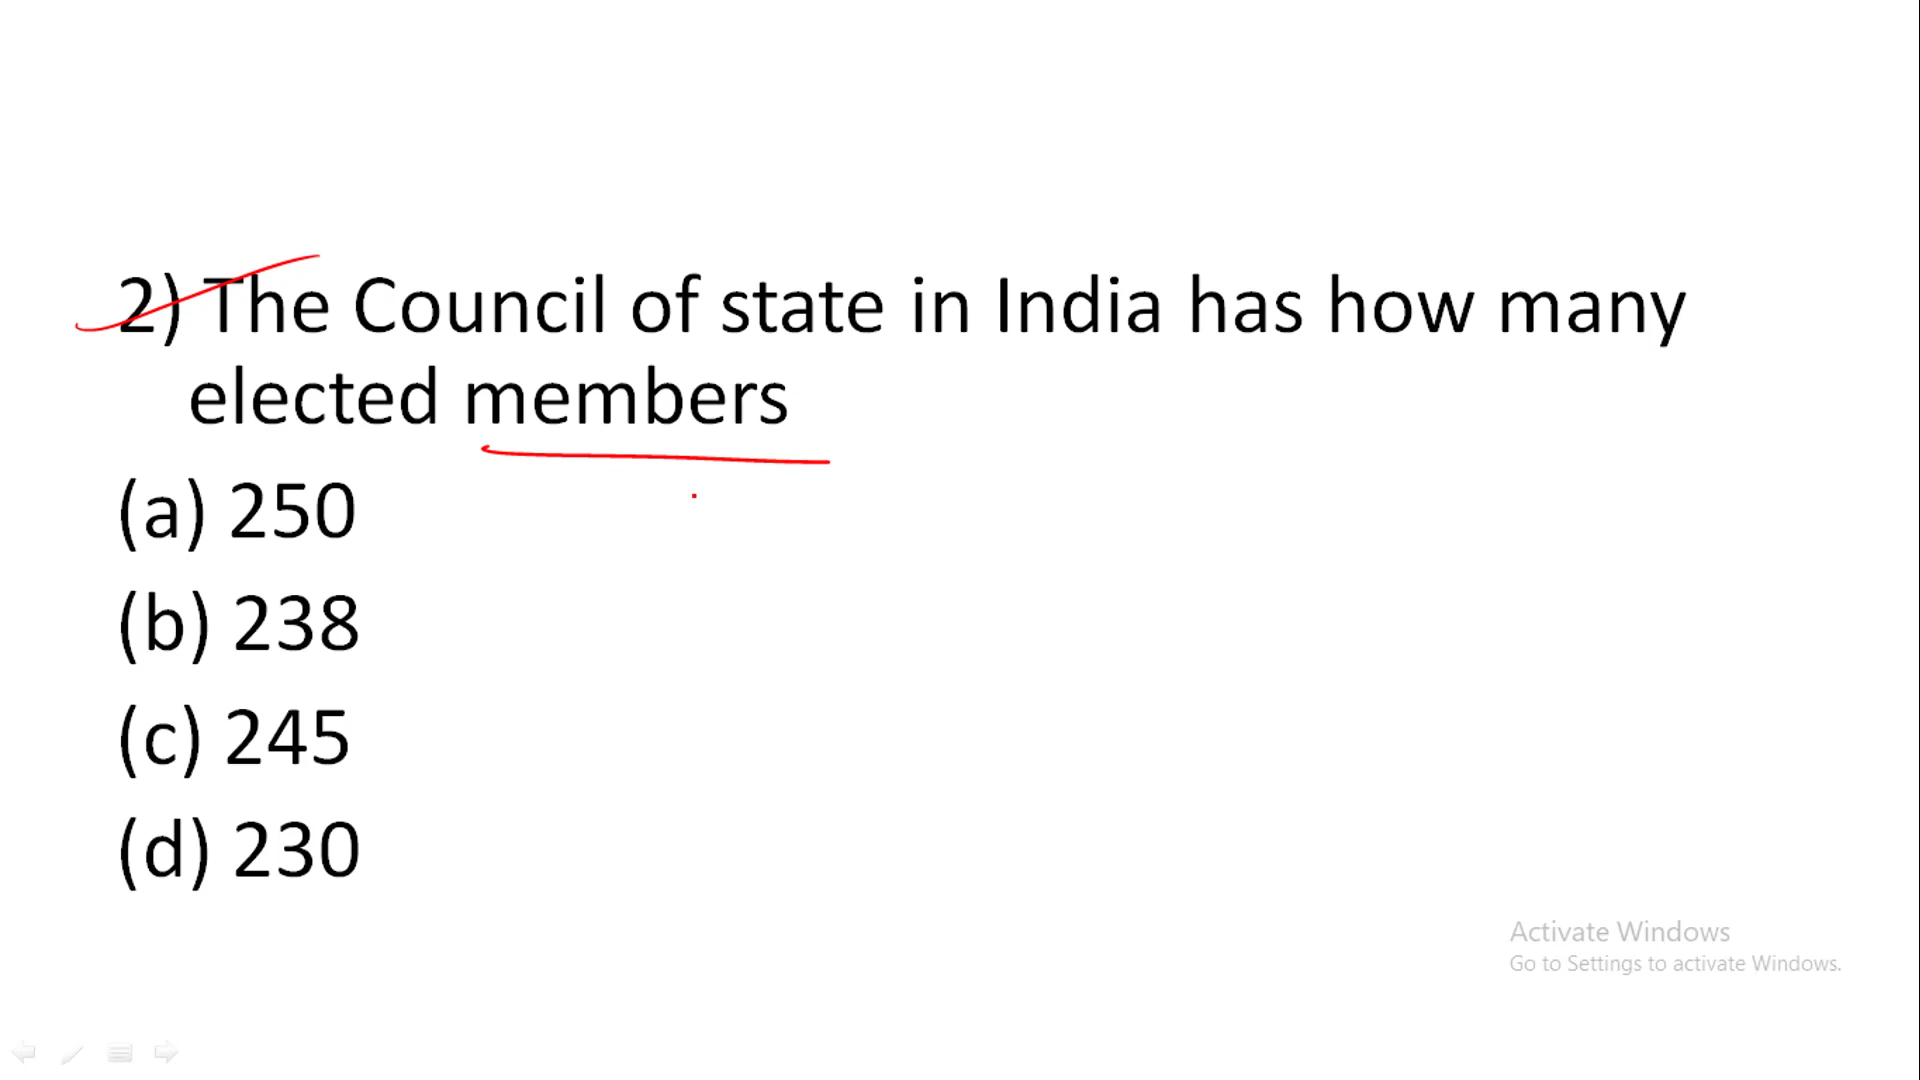 2) The Council of state in India has how many
elected members
(a) 250
(b) 238
(c) 245
(d) 230
Activate Windows
Go to Settings to activate Windows.